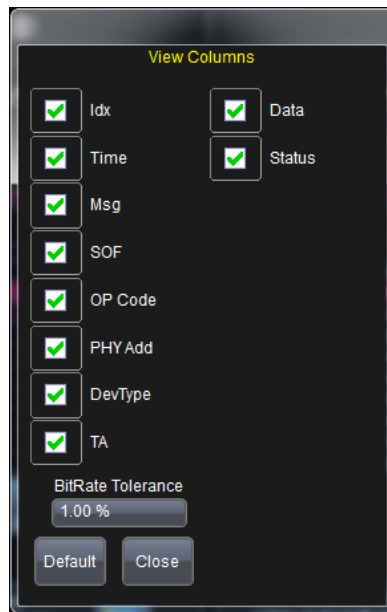 View Columns
Idx
Data
Time
Status
Msg
SOF
OP Code
PHY Add
DevType
TA
BitRate Tolerance
1.00 %
Default
Close